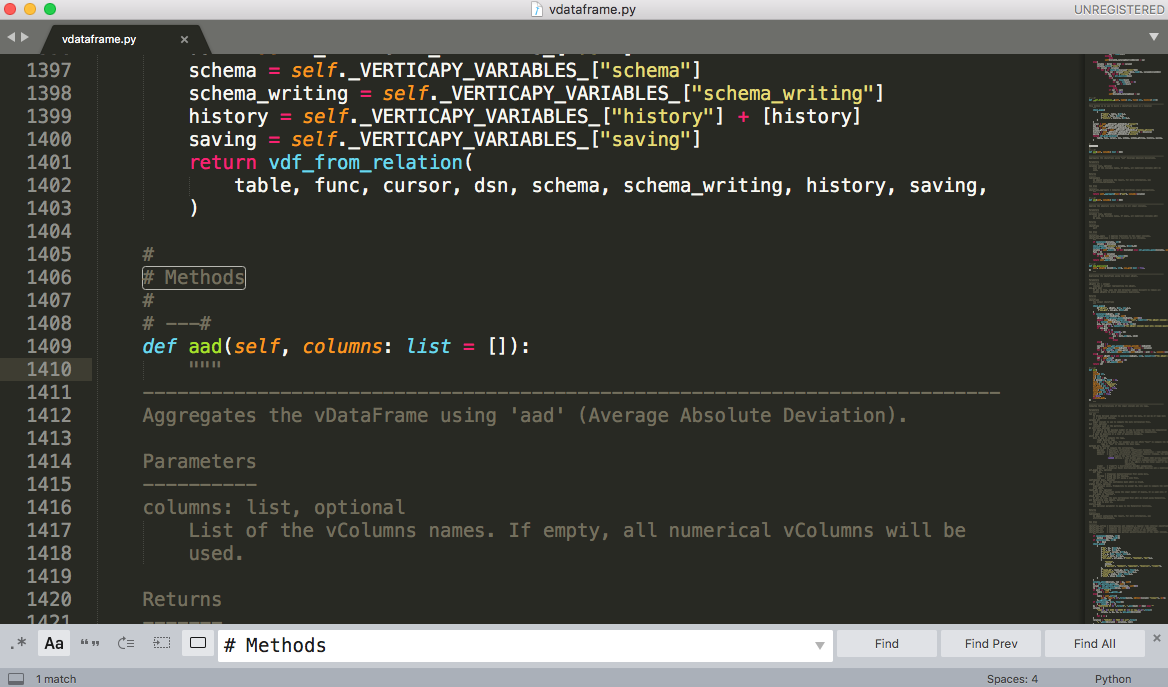 vdataframe.py
UNREGISTERED
vdataframe.py ×
1397 schema = self._VERTICAPY_VARIABLES_["schema"]
1398 schema_writing = self._VERTICAPY_VARIABLES_["schema_writing"]
1399 history = self._VERTICAPY_VARIABLES_["history"] + [history]
1400 saving = self._VERTICAPY_VARIABLES_["saving"]
1401 return vdf_from_relation(
1402 table, func, cursor, dsn, schema, schema_writing, history, saving,
1403 )
1404
1405 #
1406 # Methods
1407 #
1408 # ---#
1409 def aad(self, columns: list = []):
1410 """
1411 ---------------------------------------------------------------------------
1412 Aggregates the vDataFrame using 'aad' (Average Absolute Deviation).
1413
1414 Parameters
1415 ----------
1416 columns: list, optional
1417 List of the vColumns names. If empty, all numerical vColumns will be
1418 used.
1419
1420 Returns
1421 -------
.* Aa “” # Methods Find Find Prev Find All ×
1 match Spaces: 4 Python